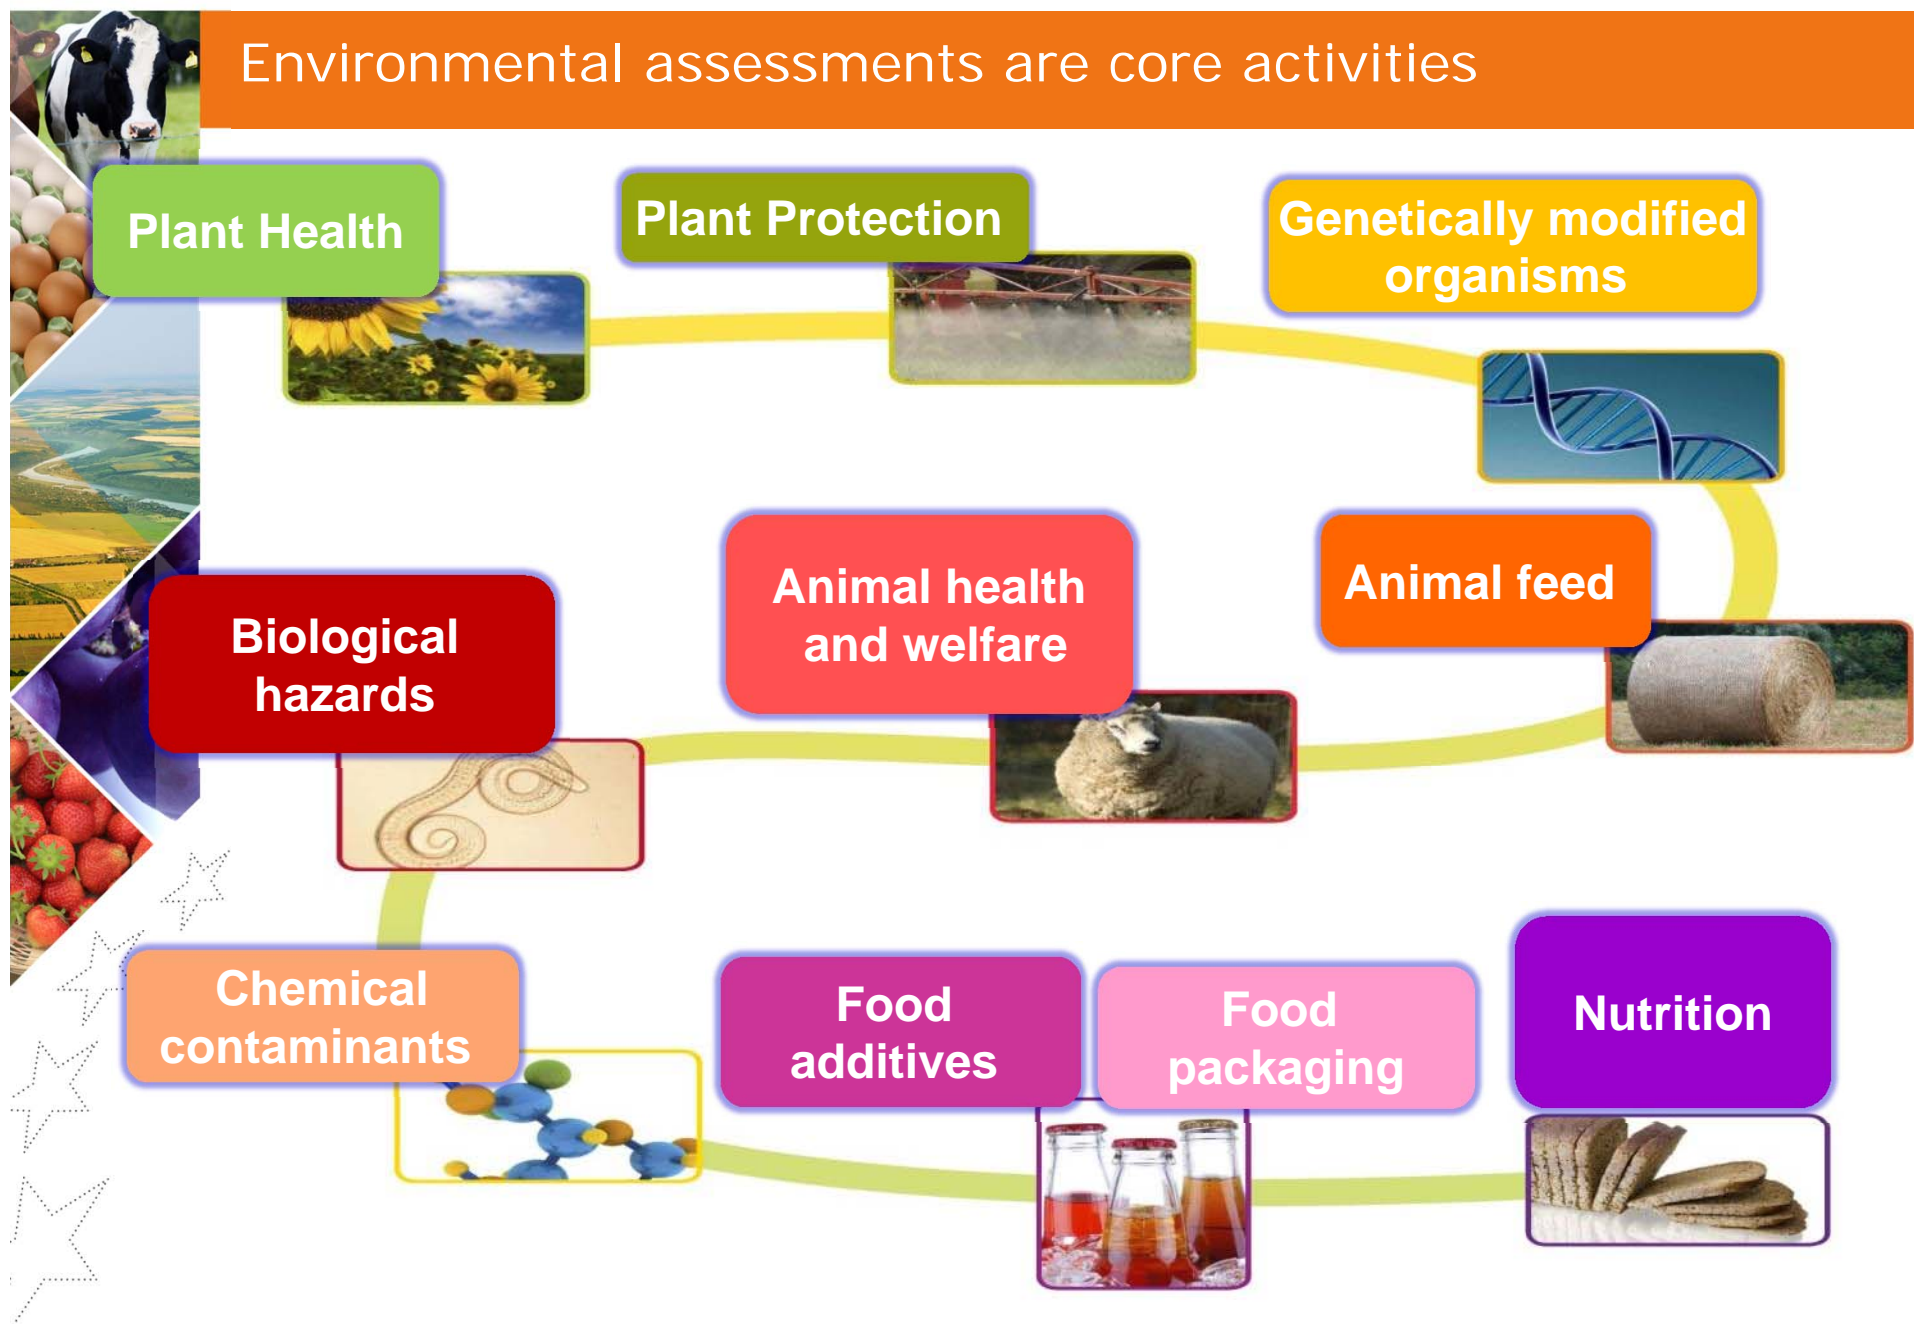 Environmental assessments are core activities
Plant Health
Plant Protection
Genetically modified
organisms
Biological
hazards
Animal health
and welfare
Animal feed
Chemical
contaminants
Food
additives
Food
packaging
Nutrition